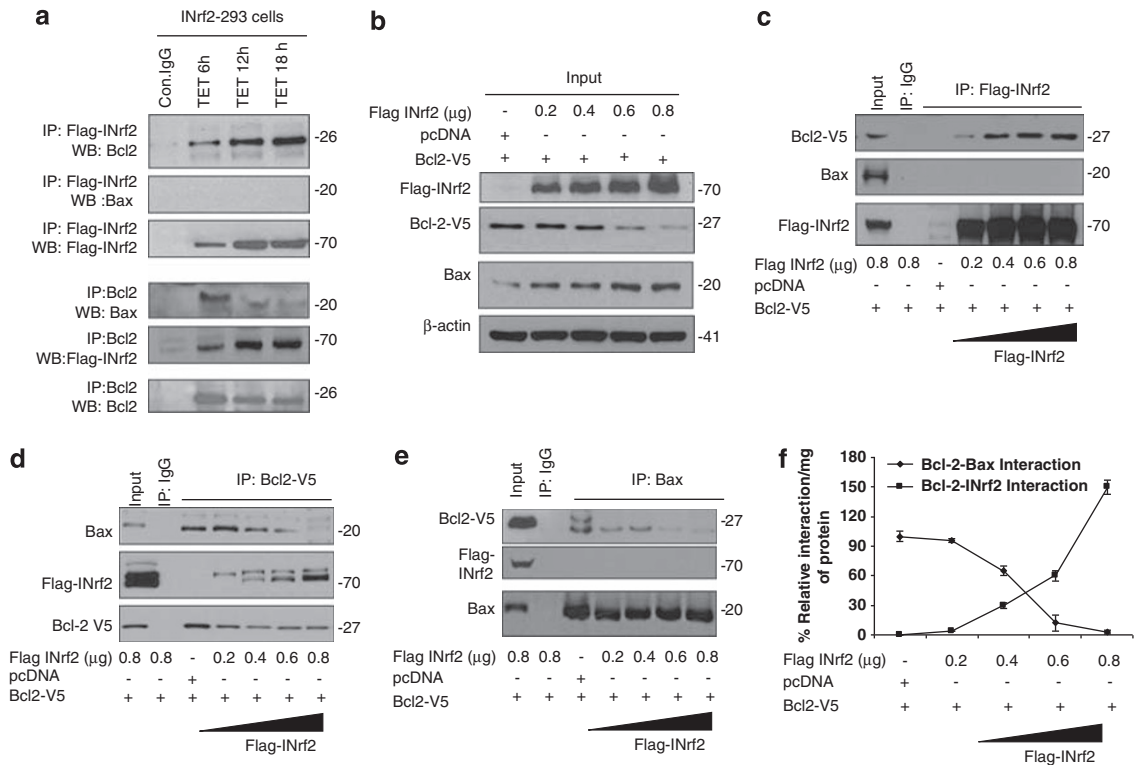 a
INrf2-293 cells
Con.IgG
TET 6h
TET 12h
TET 18 h
IP: Flag-INrf2
WB: Bcl2
-26
IP: Flag-INrf2
WB :Bax
-20
IP: Flag-INrf2
WB: Flag-INrf2
-70
IP:Bcl2
WB: Bax
-20
IP:Bcl2
WB:Flag-INrf2
-70
IP:Bcl2
WB: Bcl2
-26
b
Input
Flag INrf2 (μg) - 0.2 0.4 0.6 0.8
pcDNA + - - - -
Bcl2-V5 + + + + +
Flag-INrf2 -70
Bcl-2-V5 -27
Bax -20
β-actin -41
c
Input
IP: IgG
IP: Flag-INrf2
Bcl2-V5 -27
Bax -20
Flag-INrf2 -70
Flag INrf2 (μg) 0.8 0.8 - 0.2 0.4 0.6 0.8
pcDNA - - + - - - -
Bcl2-V5 + + + + + + +
Flag-INrf2
d
Input
IP: IgG
IP: Bcl2-V5
Bax -20
Flag-INrf2 -70
Bcl-2 V5 -27
Flag INrf2 (μg) 0.8 0.8 - 0.2 0.4 0.6 0.8
pcDNA - - + - - - -
Bcl2-V5 + + + + + + +
Flag-INrf2
e
Input
IP: IgG
IP: Bax
Bcl2-V5 -27
Flag-
INrf2
-70
Bax -20
Flag INrf2 (μg) 0.8 0.8 - 0.2 0.4 0.6 0.8
pcDNA - - + - - - -
Bcl2-V5 + + + + + + +
Flag-INrf2
f
% Relative interaction/mg
of protein
180
150
120
90
60
30
0
Bcl-2-Bax Interaction
Bcl-2-INrf2 Interaction
Flag INrf2 (μg) - 0.2 0.4 0.6 0.8
pcDNA + - - - -
Bcl2-V5 + + + + +
Flag-INrf2